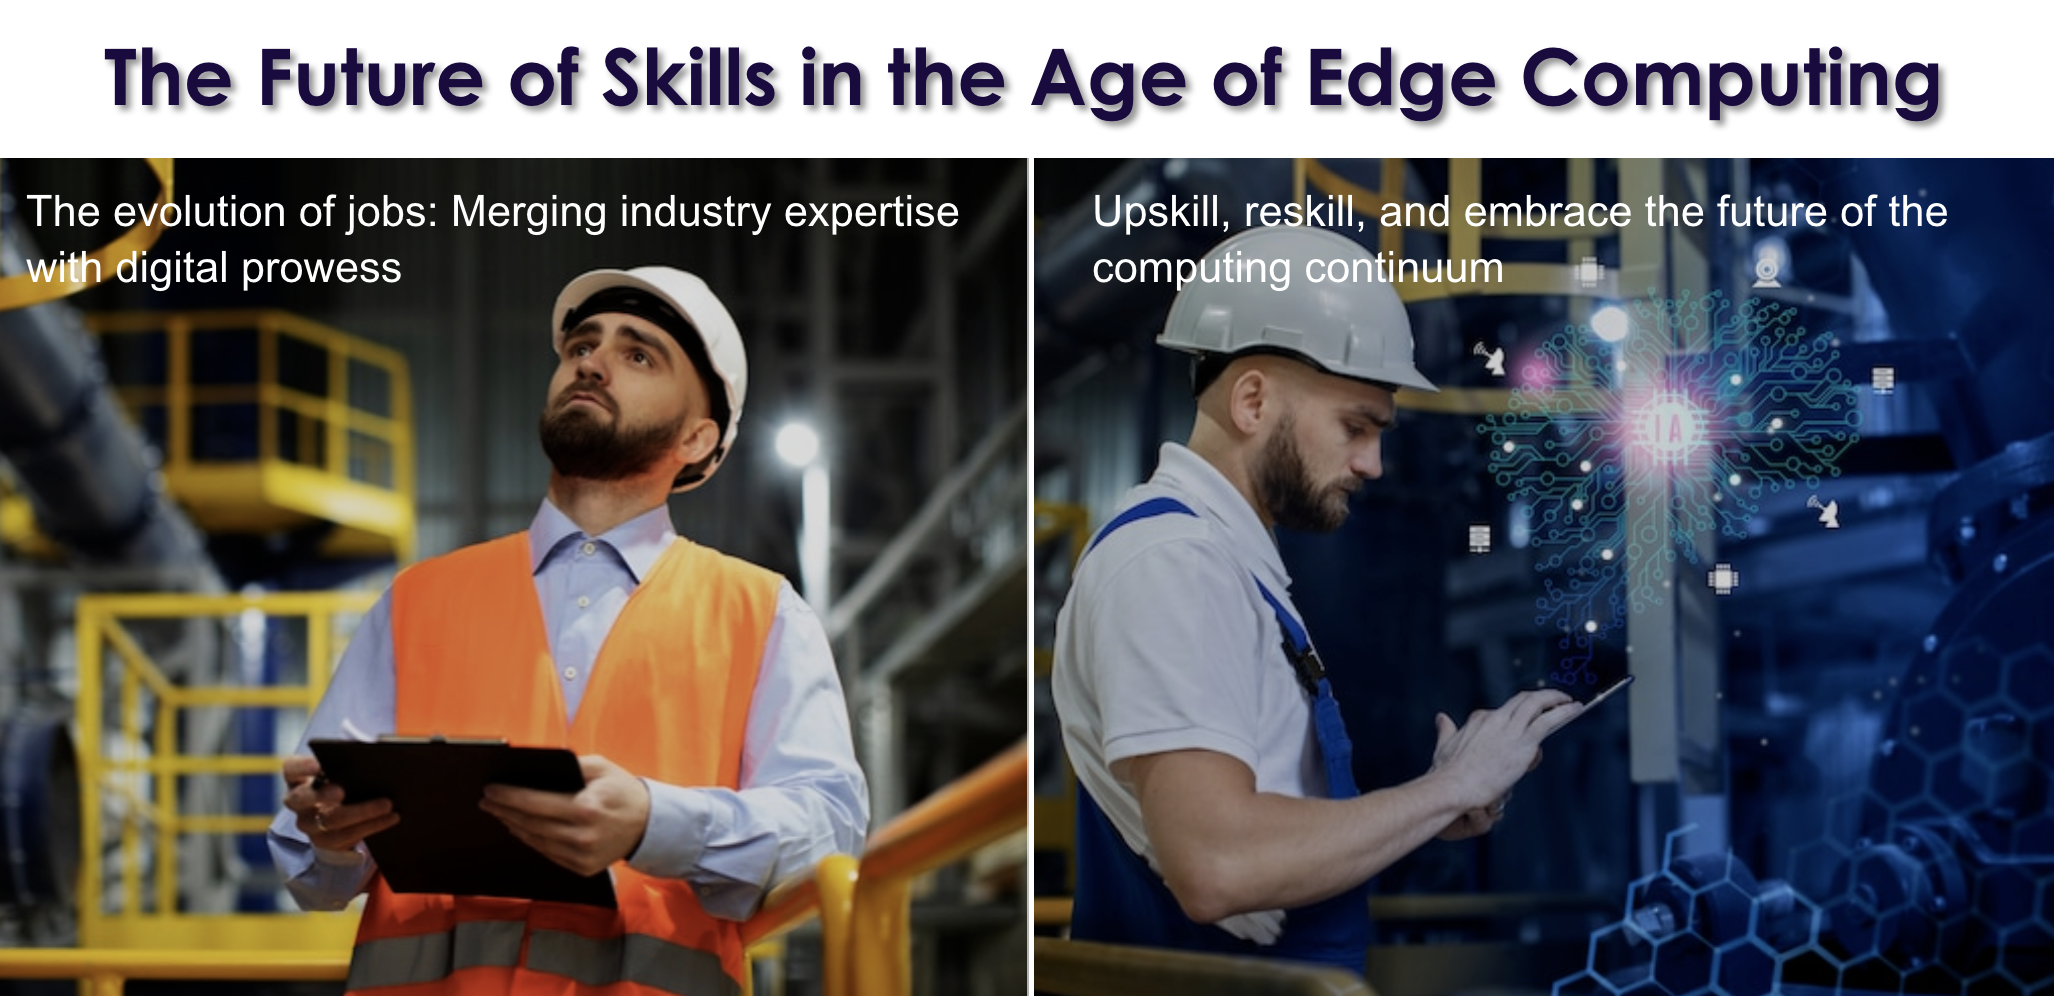 The Future of Skills in the Age of Edge Computing
The evolution of jobs: Merging industry expertise
with digital prowess
Upskill, reskill, and embrace the future of the
computing continuum
IA